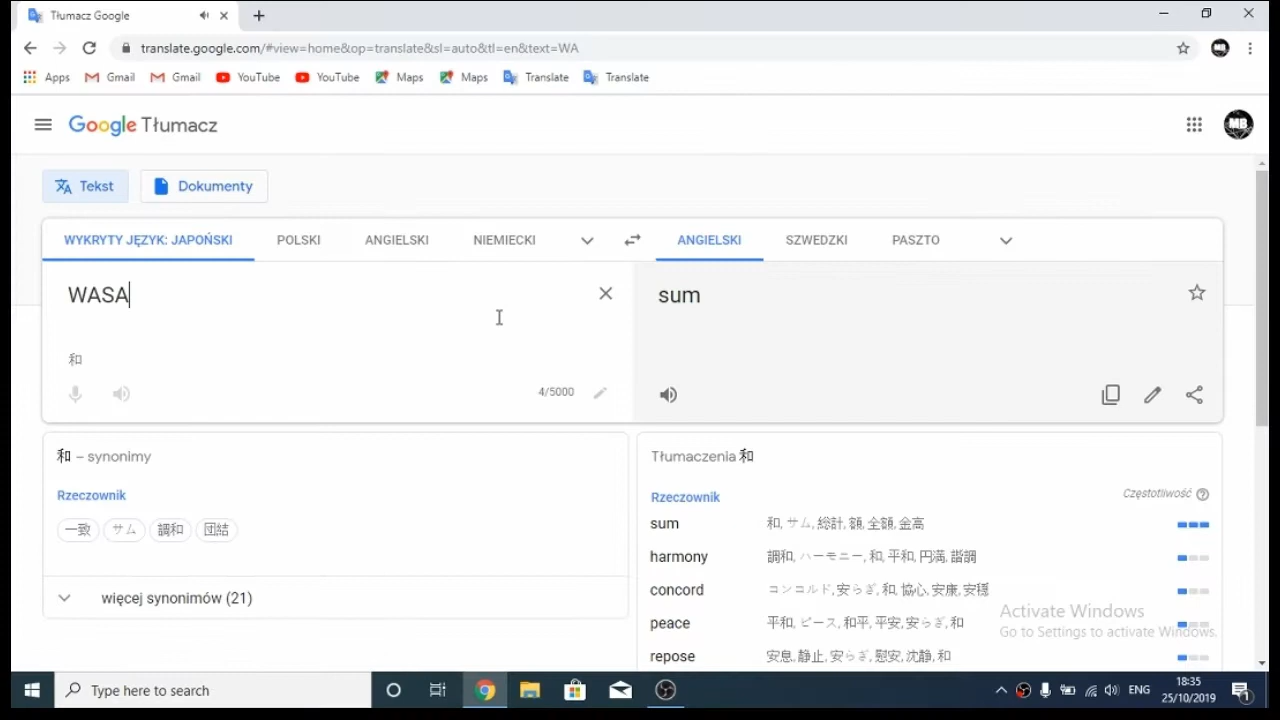 Tłumacz Google
translate.google.com/#view=home&op=translate&sl=auto&tl=en&text=WA
Apps Gmail Gmail YouTube YouTube Maps Maps Translate Translate
Google Tłumacz
MB
Tekst Dokumenty
WYKRYTY JĘZYK: JAPOŃSKI POLSKI ANGIELSKI NIEMIECKI ANGIELSKI SZWEDZKI PASZTO
WASA sum
和
4/5000
和 – synonimy
Rzeczownik
一致 サム 調和 団結
więcej synonimów (21)
Tłumaczenia 和
Rzeczownik Częstotliwość
sum 和, サム, 総計, 額, 全額, 金高
harmony 調和, ハーモニー, 和, 平和, 円満, 諧調
concord コンコルド, 安らぎ, 和, 協心, 安康, 安穏
peace 平和, ピース, 和平, 平安, 安らぎ, 和
repose 安息, 静止, 安らぎ, 慰安, 沈静, 和
Activate Windows
Go to Settings to activate Windows.
Type here to search
ENG 18:35
25/10/2019
1